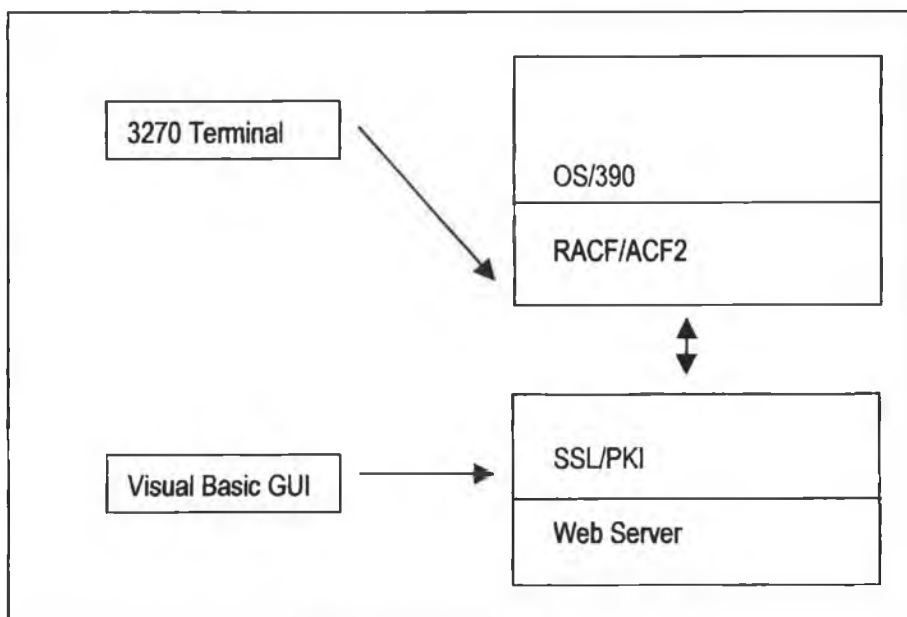 3270 Terminal
OS/390
RACF/ACF2
Visual Basic GUI
SSL/PKI
Web Server